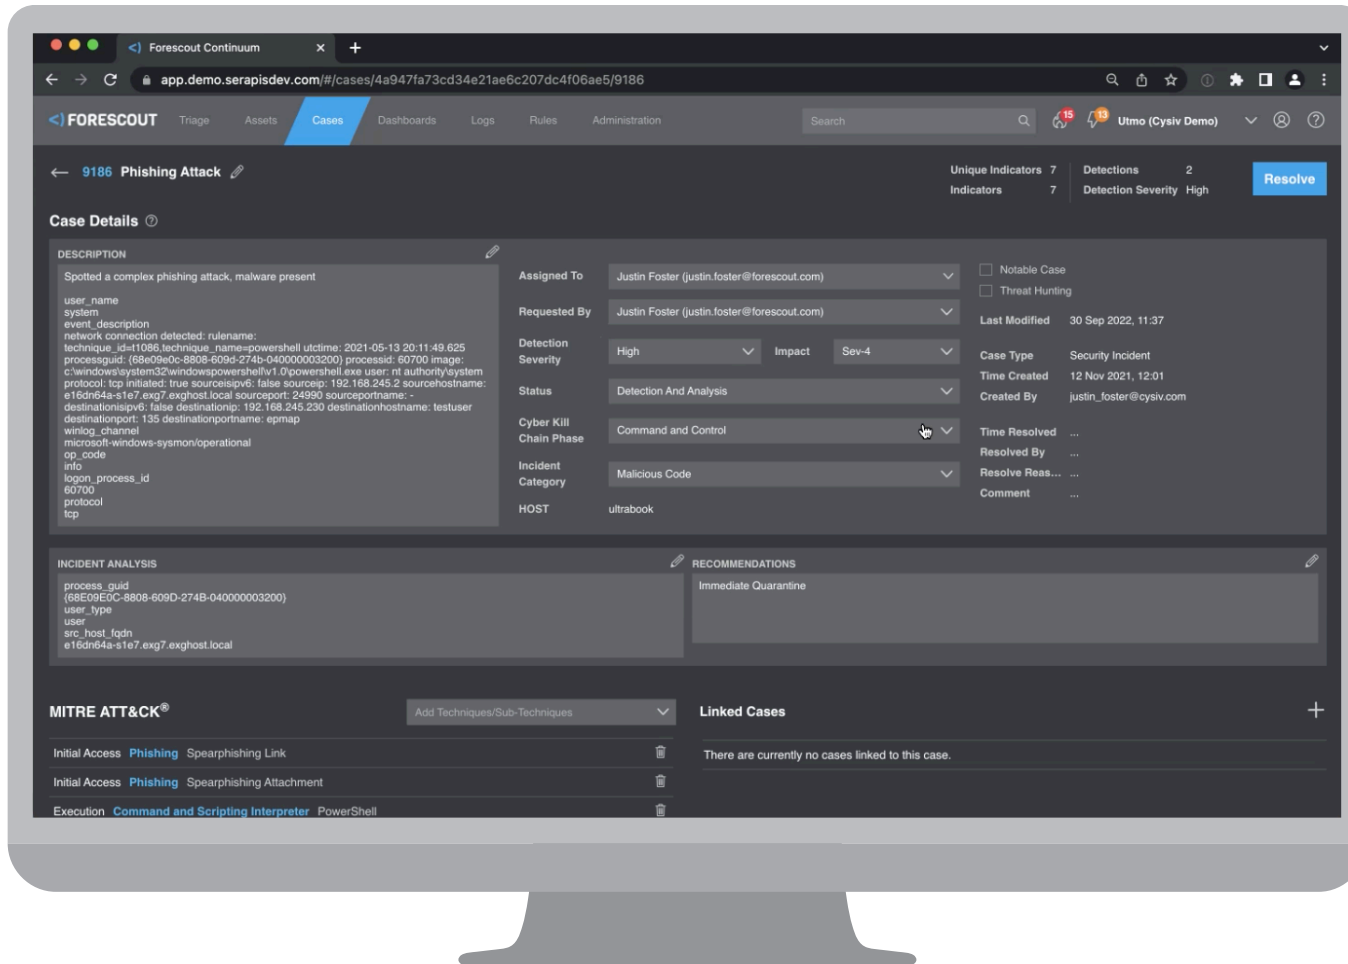 Forescout Continuum
app.demo.serapisdev.com/#/cases/4a947fa73cd34e21ae6c207dc4f06ae5/9186
FORESCOUT Triage Assets Cases Dashboards Logs Rules Administration Search 15 13 Utmo (Cysiv Demo)
9186 Phishing Attack
Unique Indicators 7 Detections 2
Indicators 7 Detection Severity High
Resolve
Case Details
DESCRIPTION
Spotted a complex phishing attack, malware present
user_name
system
event_description
network connection detected: rulename:
technique_id=t1086,technique_name=powershell utctime: 2021-05-13 20:11:49.625
processguid: {68e09e0c-8808-609d-274b-040000003200} processid: 60700 image:
c:\windows\system32\windowspowershell\v1.0\powershell.exe user: nt authority\system
protocol: tcp initiated: true sourceisipv6: false sourceip: 192.168.245.2 sourcehostname:
e16dn64a-s1e7.exg7.exghost.local sourceport: 24990 sourceportname: -
destinationisipv6: false destinationip: 192.168.245.230 destinationhostname: testuser
destinationport: 135 destinationportname: epmap
winlog_channel
microsoft-windows-sysmon/operational
op_code
info
logon_process_id
60700
protocol
tcp
Assigned To Justin Foster (justin.foster@forescout.com)
Requested By Justin Foster (justin.foster@forescout.com)
Detection Severity High Impact Sev-4
Status Detection And Analysis
Cyber Kill Chain Phase Command and Control
Incident Category Malicious Code
HOST ultrabook
Notable Case
Threat Hunting
Last Modified 30 Sep 2022, 11:37
Case Type Security Incident
Time Created 12 Nov 2021, 12:01
Created By justin_foster@cysiv.com
Time Resolved ...
Resolved By ...
Resolve Reas... ...
Comment ...
INCIDENT ANALYSIS
process_guid
{68E09E0C-8808-609D-274B-040000003200}
user_type
user
src_host_fqdn
e16dn64a-s1e7.exg7.exghost.local
RECOMMENDATIONS
Immediate Quarantine
MITRE ATT&CK®
Add Techniques/Sub-Techniques
Initial Access Phishing Spearphishing Link
Initial Access Phishing Spearphishing Attachment
Execution Command and Scripting Interpreter PowerShell
Linked Cases
There are currently no cases linked to this case.